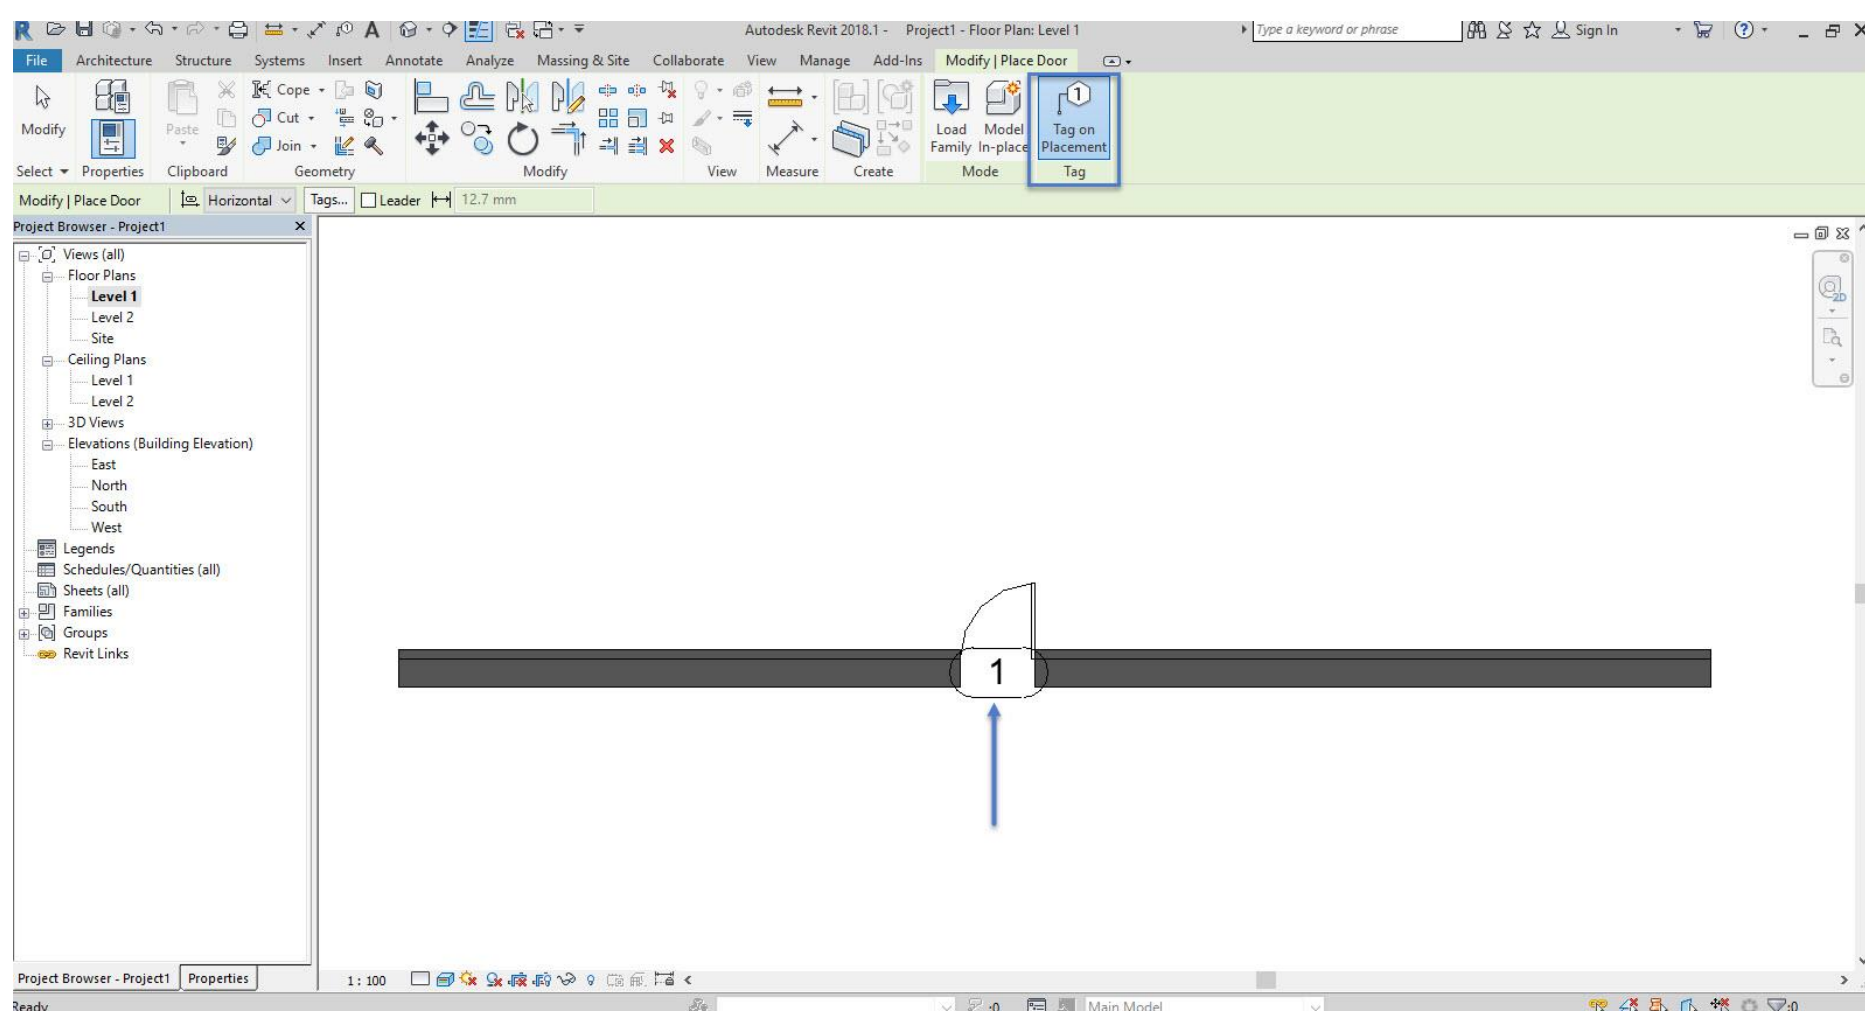 Autodesk Revit 2018.1 - Project1 - Floor Plan: Level 1 Type a keyword or phrase Sign In
File Architecture Structure Systems Insert Annotate Analyze Massing & Site Collaborate View Manage Add-Ins Modify | Place Door
Modify Paste Cope Cut Join Load Family Model In-place Tag on Placement
Select Properties Clipboard Geometry Modify View Measure Create Mode Tag
Modify | Place Door Horizontal Tags... Leader 12.7 mm
Project Browser - Project1
Views (all)
Floor Plans
Level 1
Level 2
Site
Ceiling Plans
Level 1
Level 2
3D Views
Elevations (Building Elevation)
East
North
South
West
Legends
Schedules/Quantities (all)
Sheets (all)
Families
Groups
Revit Links
2D
1
Project Browser - Project1 Properties 1 : 100
Ready :0 Main Model :0